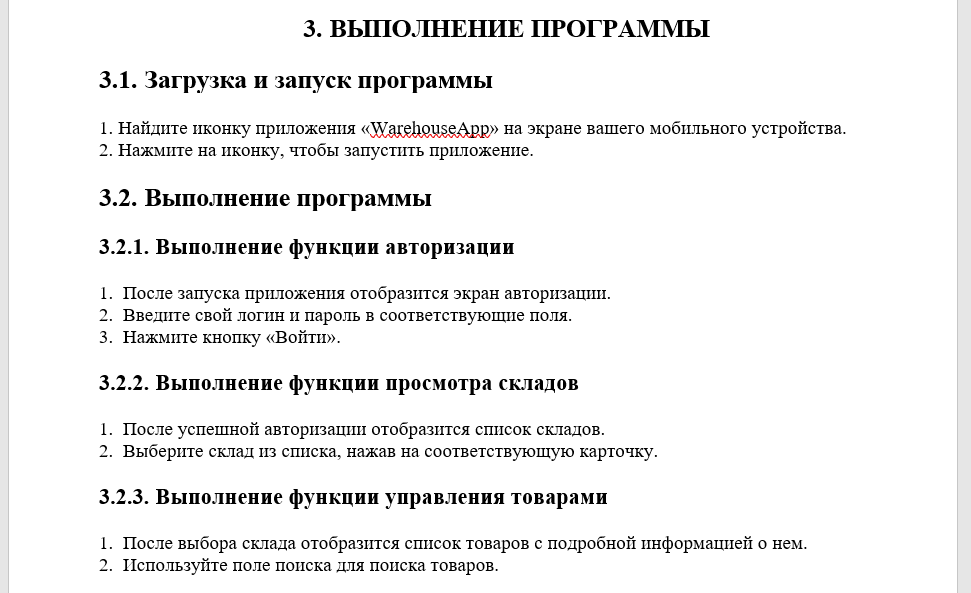 3. ВЫПОЛНЕНИЕ ПРОГРАММЫ
3.1. Загрузка и запуск программы
1. Найдите иконку приложения «WarehouseApp» на экране вашего мобильного устройства.
2. Нажмите на иконку, чтобы запустить приложение.
3.2. Выполнение программы
3.2.1. Выполнение функции авторизации
1. После запуска приложения отобразится экран авторизации.
2. Введите свой логин и пароль в соответствующие поля.
3. Нажмите кнопку «Войти».
3.2.2. Выполнение функции просмотра складов
1. После успешной авторизации отобразится список складов.
2. Выберите склад из списка, нажав на соответствующую карточку.
3.2.3. Выполнение функции управления товарами
1. После выбора склада отобразится список товаров с подробной информацией о нем.
2. Используйте поле поиска для поиска товаров.